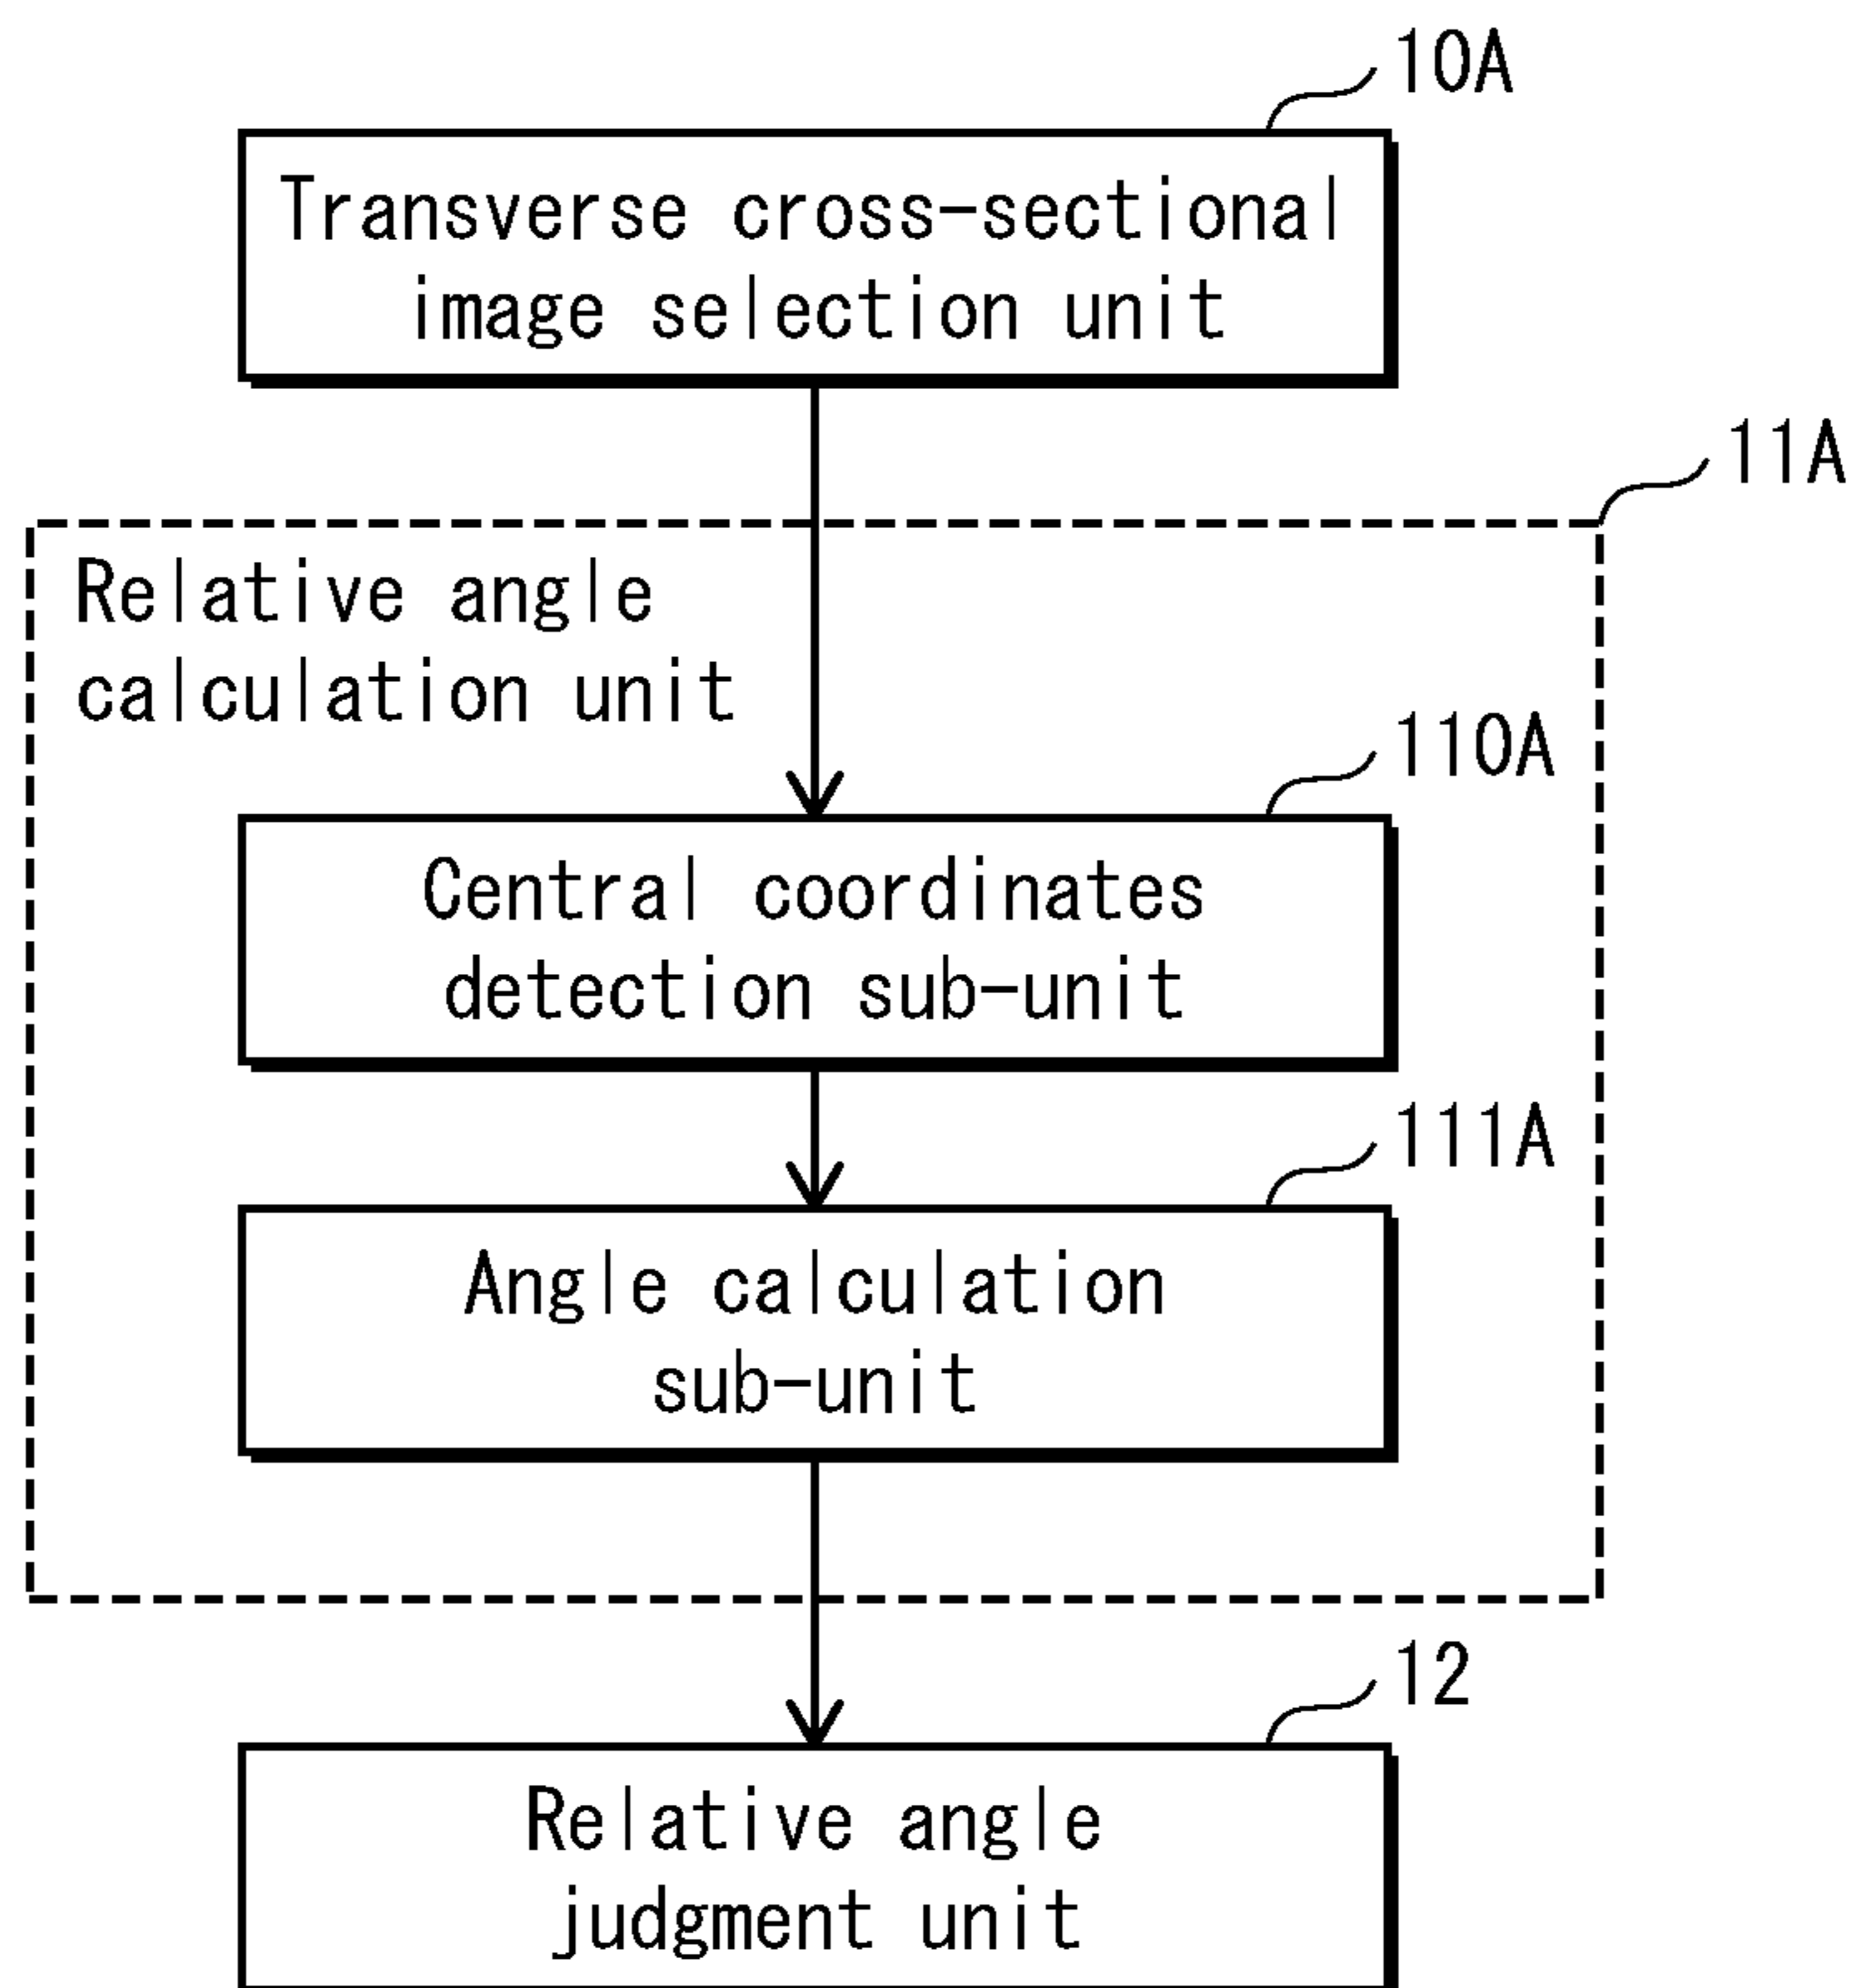 10A
Transverse cross-sectional
image selection unit
11A
Relative angle
calculation unit
110A
Central coordinates
detection sub-unit
111A
Angle calculation
sub-unit
12
Relative angle
judgment unit